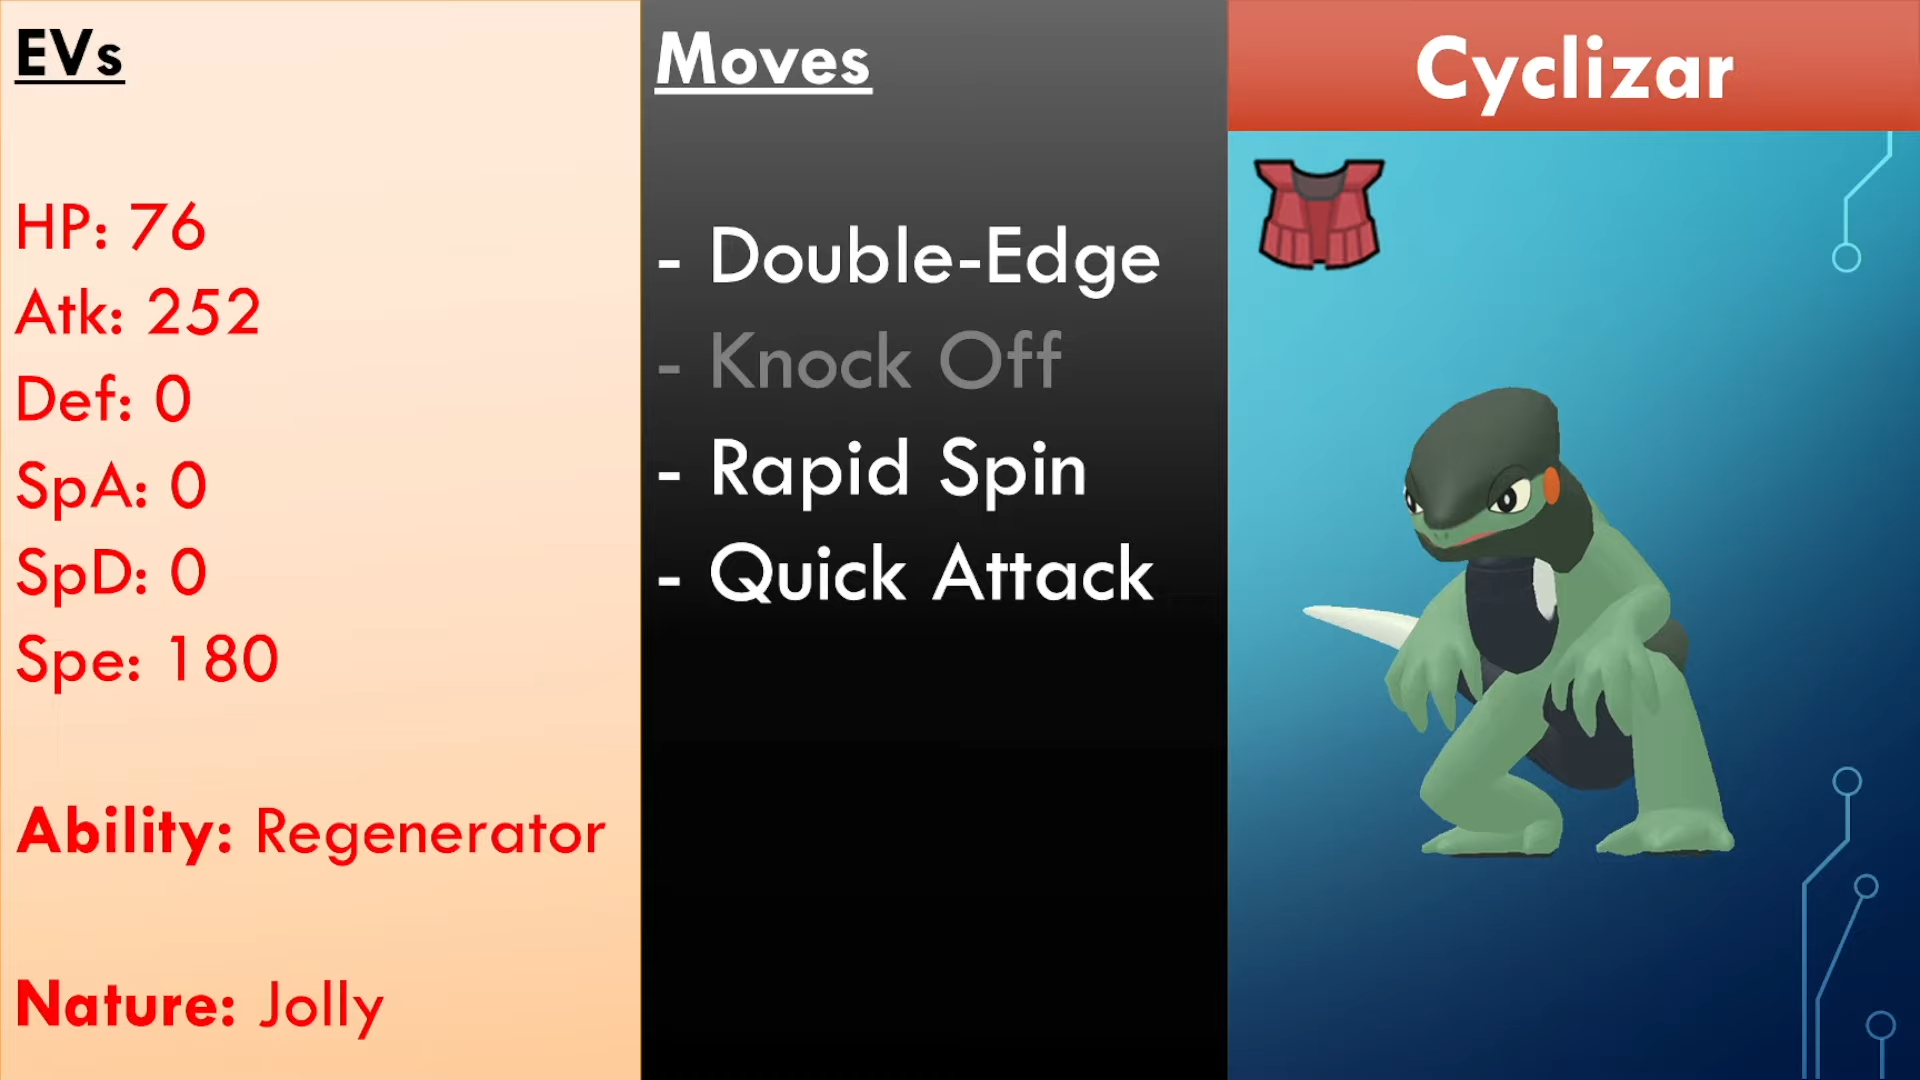 EVs
HP: 76
Atk: 252
Def: 0
SpA: 0
SpD: 0
Spe: 180
Ability: Regenerator
Nature: Jolly
Moves
- Double-Edge
- Knock Off
- Rapid Spin
- Quick Attack
Cyclizar